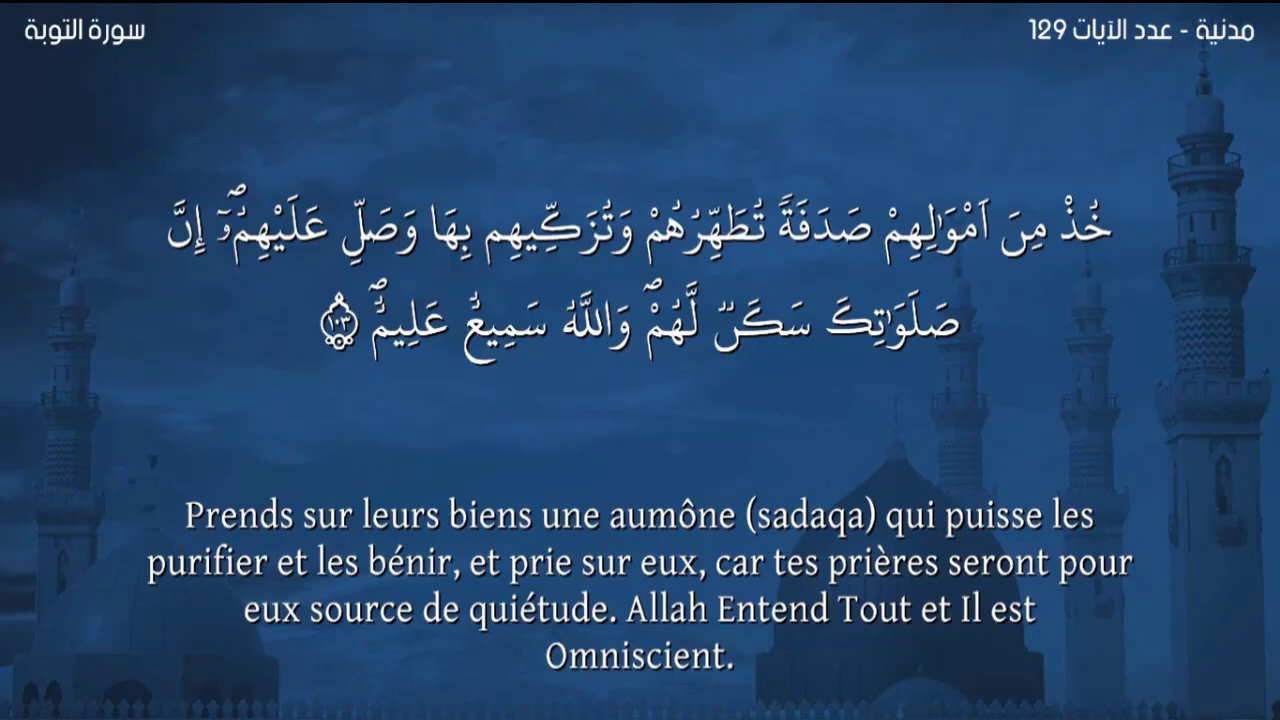 سورة التوبة
مدنية - عدد الآيات 129
خُذْ مِنَ اَمْوَٰلِهِمْ صَدَقَةً تُطَهِّرُهُمْ وَتُزَكِّيهِم بِهَا وَصَلِّ عَلَيْهِمُۥٓۖ إِنَّ
صَلَوَٰتِكَ سَكَنٞ لَّهُمْۖ وَاللَّهُ سَمِيعٌ عَلِيمٌۖ ١٠٣
Prends sur leurs biens une aumône (sadaqa) qui puisse les
purifier et les bénir, et prie sur eux, car tes prières seront pour
eux source de quiétude. Allah Entend Tout et Il est
Omniscient.